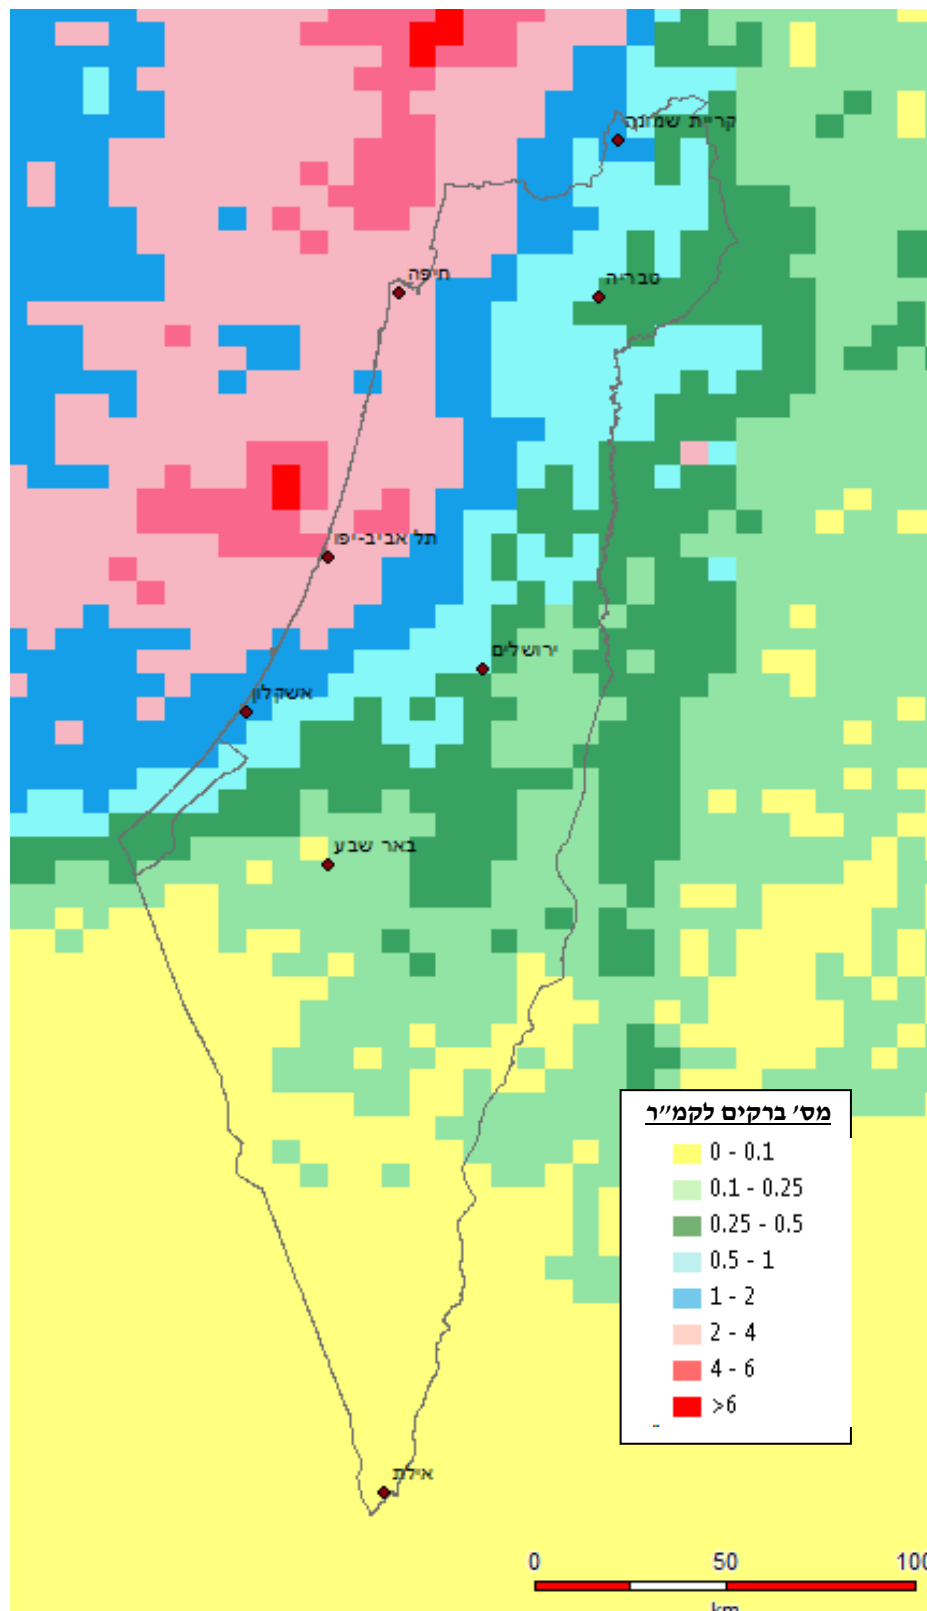 קריית שמונה
חיפה
טבריה
תל אביב-יפו
ירושלים
אשקלון
באר שבע
מס׳ ברקים לקמ״ר
0 - 0.1
0.1 - 0.25
0.25 - 0.5
0.5 - 1
1 - 2
2 - 4
4 - 6
>6
אילת
0 50 100
km